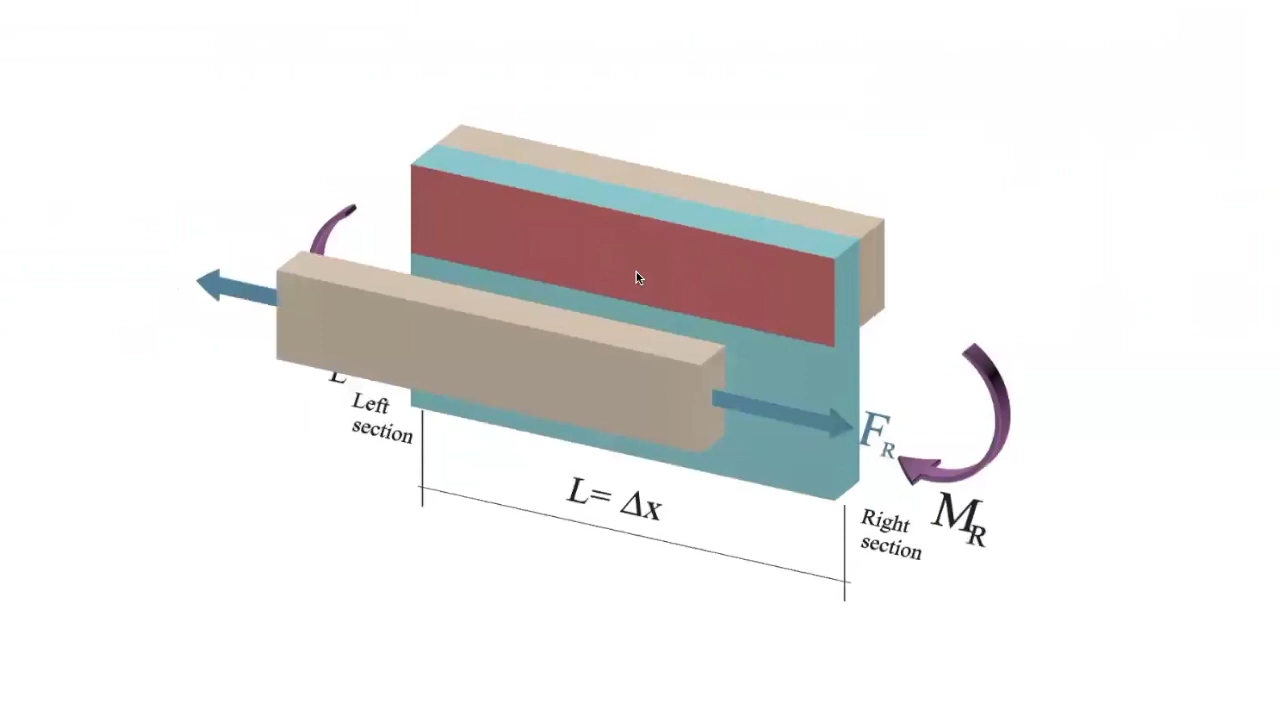 L
Left
section
L= Δx
F_R
M_R
Right
section